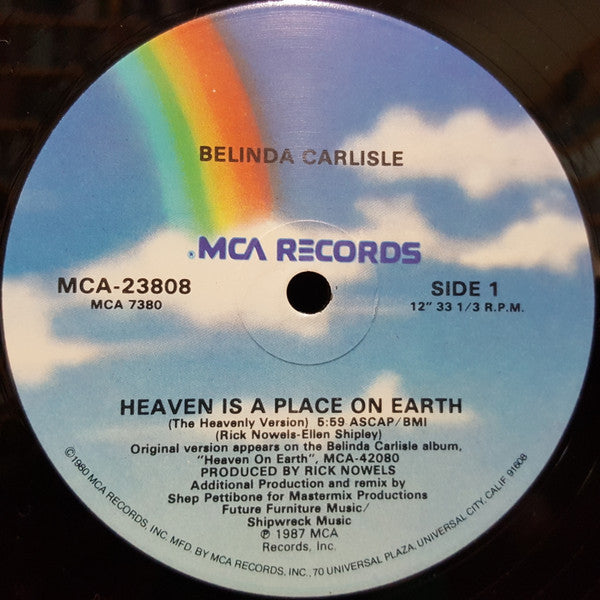 BELINDA CARLISLE
®MCA RECORDS
MCA-23808
MCA 7380
SIDE 1
12" 33 1/3 R.P.M.
HEAVEN IS A PLACE ON EARTH
(The Heavenly Version) 5:59 ASCAP/BMI
(Rick Nowels-Ellen Shipley)
Original version appears on the Belinda Carlisle album,
"Heaven On Earth", MCA-42080
PRODUCED BY RICK NOWELS
Additional Production and remix by
Shep Pettibone for Mastermix Productions
Future Furniture Music/
Shipwreck Music
℗ 1987 MCA
Records, Inc.
©1980 MCA RECORDS, INC. MFD. BY MCA RECORDS, INC., 70 UNIVERSAL PLAZA, UNIVERSAL CITY, CALIF. 91608